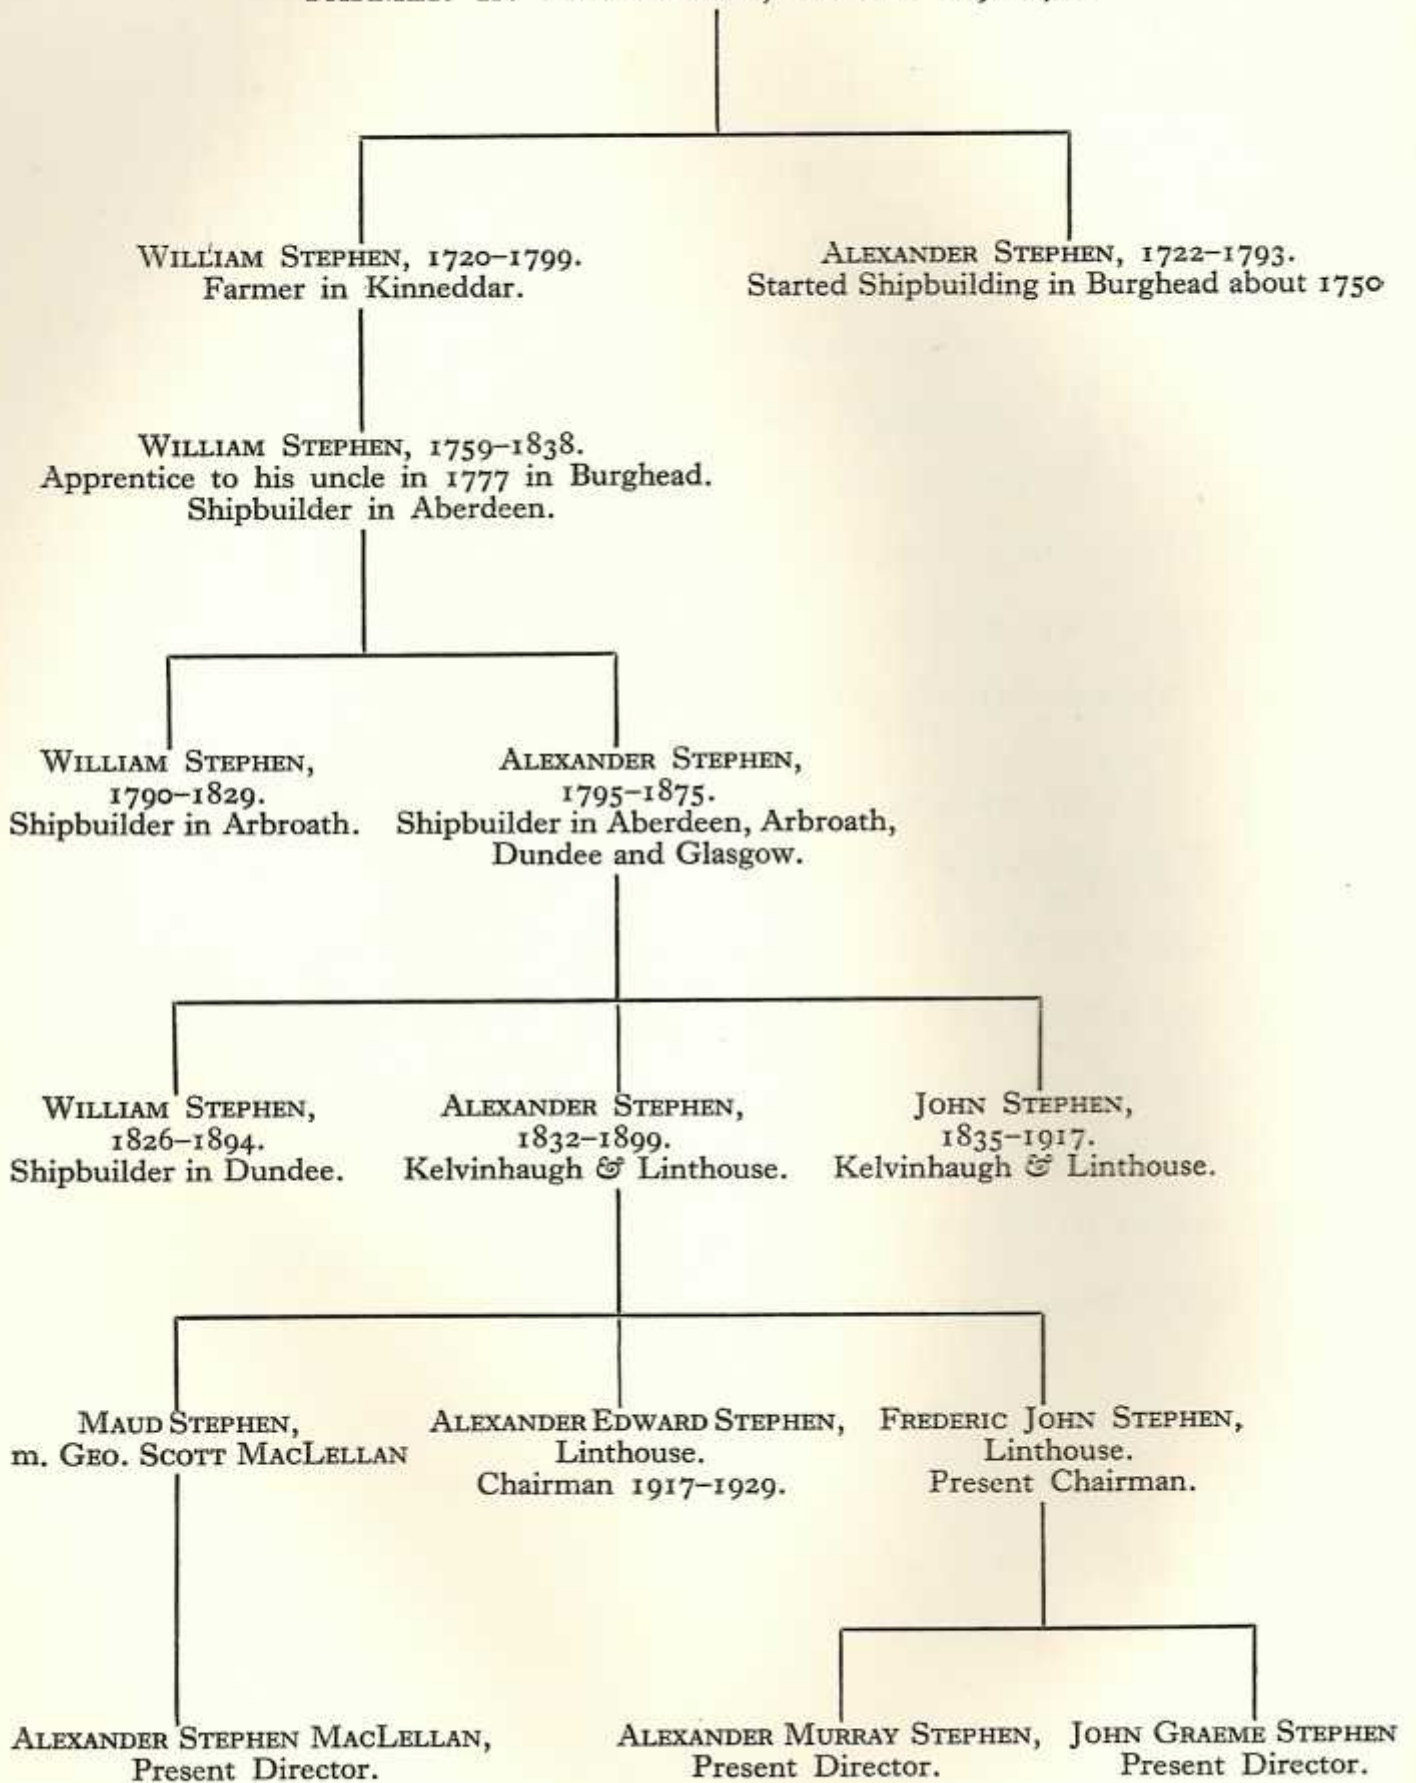 WILLIAM STEPHEN, 1720–1799.
Farmer in Kinneddar.
ALEXANDER STEPHEN, 1722–1793.
Started Shipbuilding in Burghead about 1750
WILLIAM STEPHEN, 1759–1838.
Apprentice to his uncle in 1777 in Burghead.
Shipbuilder in Aberdeen.
WILLIAM STEPHEN,
1790–1829.
Shipbuilder in Arbroath.
ALEXANDER STEPHEN,
1795–1875.
Shipbuilder in Aberdeen, Arbroath,
Dundee and Glasgow.
WILLIAM STEPHEN,
1826–1894.
Shipbuilder in Dundee.
ALEXANDER STEPHEN,
1832–1899.
Kelvinhaugh & Linthouse.
JOHN STEPHEN,
1835–1917.
Kelvinhaugh & Linthouse.
MAUD STEPHEN,
m. GEO. SCOTT MACLELLAN
ALEXANDER EDWARD STEPHEN,
Linthouse.
Chairman 1917–1929.
FREDERIC JOHN STEPHEN,
Linthouse.
Present Chairman.
ALEXANDER STEPHEN MACLELLAN,
Present Director.
ALEXANDER MURRAY STEPHEN,
Present Director.
JOHN GRAEME STEPHEN
Present Director.